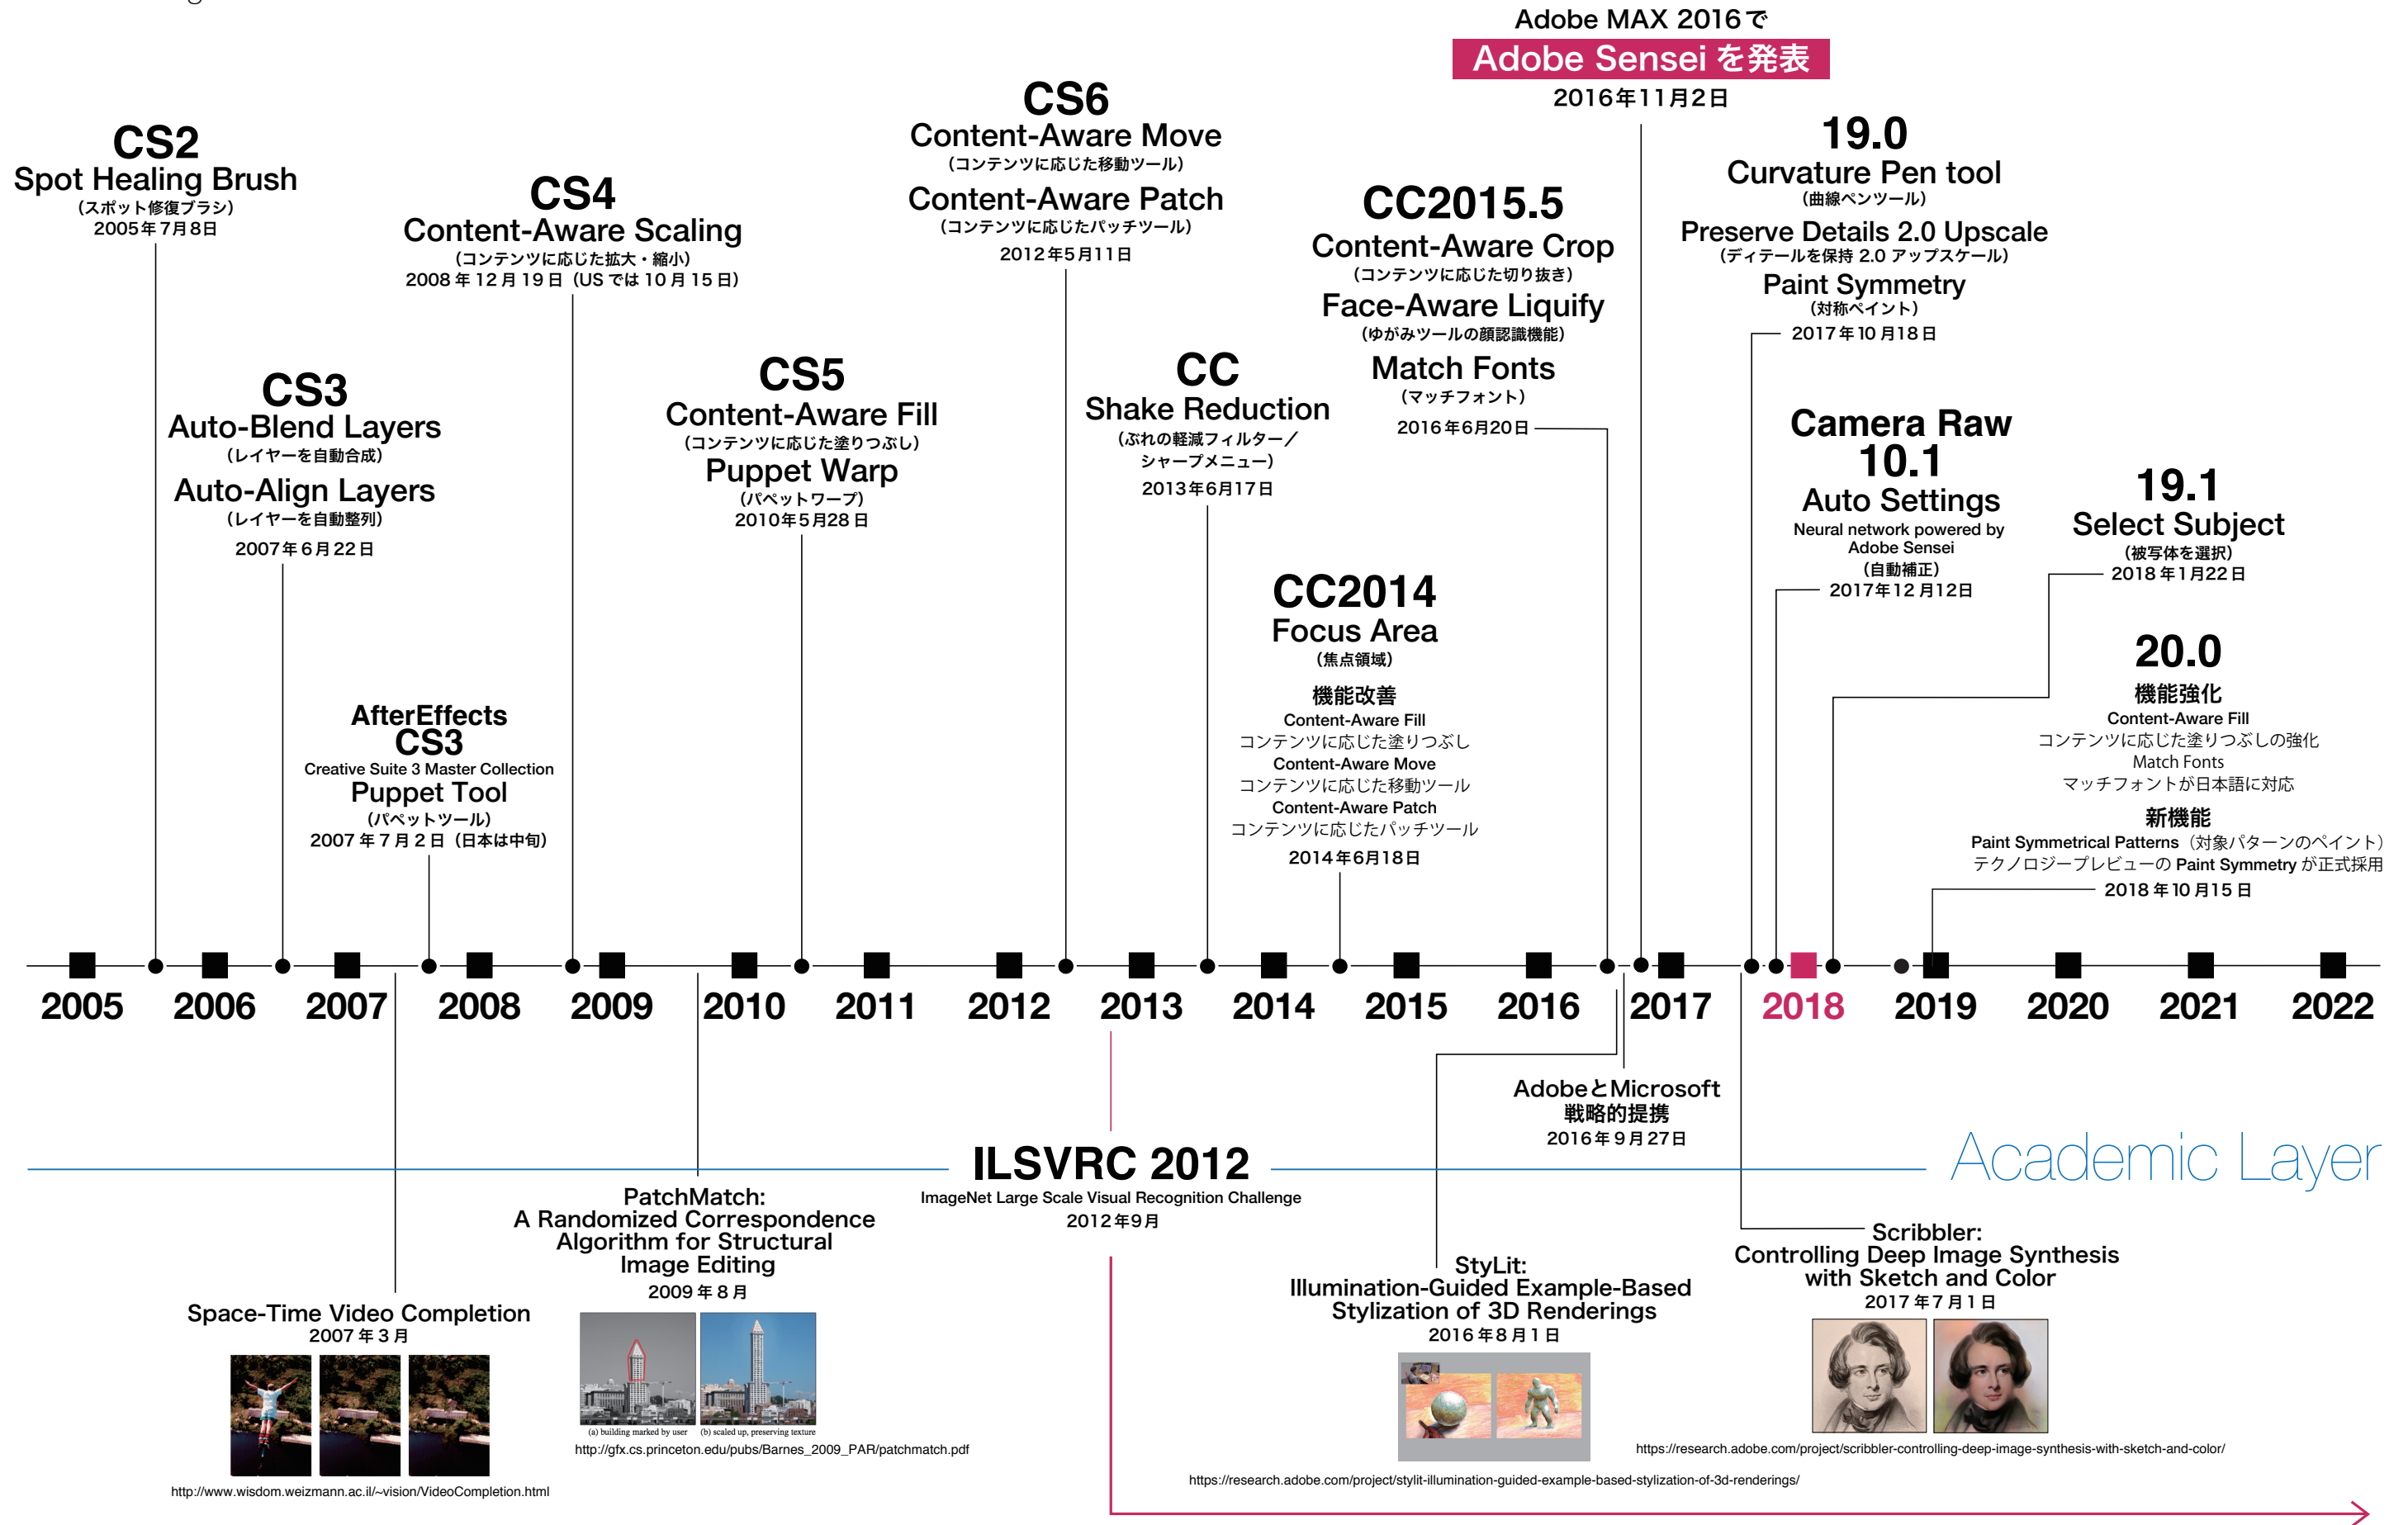 Adobe MAX 2016で
Adobe Sensei を発表
2016年11月2日
CS2
Spot Healing Brush
（スポット修復ブラシ）
2005年7月8日
CS3
Auto-Blend Layers
（レイヤーを自動合成）
Auto-Align Layers
（レイヤーを自動整列）
2007年6月22日
AfterEffects
CS3
Creative Suite 3 Master Collection
Puppet Tool
（パペットツール）
2007年7月2日（日本は中旬）
CS4
Content-Aware Scaling
（コンテンツに応じた拡大・縮小）
2008年12月19日（USでは10月15日）
CS5
Content-Aware Fill
（コンテンツに応じた塗りつぶし）
Puppet Warp
（パペットワープ）
2010年5月28日
CS6
Content-Aware Move
（コンテンツに応じた移動ツール）
Content-Aware Patch
（コンテンツに応じたパッチツール）
2012年5月11日
CC
Shake Reduction
（ぶれの軽減フィルター／
シャープメニュー）
2013年6月17日
CC2014
Focus Area
（焦点領域）
機能改善
Content-Aware Fill
コンテンツに応じた塗りつぶし
Content-Aware Move
コンテンツに応じた移動ツール
Content-Aware Patch
コンテンツに応じたパッチツール
2014年6月18日
CC2015.5
Content-Aware Crop
（コンテンツに応じた切り抜き）
Face-Aware Liquify
（ゆがみツールの顔認識機能）
Match Fonts
（マッチフォント）
2016年6月20日
19.0
Curvature Pen tool
（曲線ペンツール）
Preserve Details 2.0 Upscale
（ディテールを保持 2.0 アップスケール）
Paint Symmetry
（対称ペイント）
2017年10月18日
Camera Raw
10.1
Auto Settings
Neural network powered by
Adobe Sensei
（自動補正）
2017年12月12日
19.1
Select Subject
（被写体を選択）
2018年1月22日
20.0
機能強化
Content-Aware Fill
コンテンツに応じた塗りつぶしの強化
Match Fonts
マッチフォントが日本語に対応
新機能
Paint Symmetrical Patterns（対象パターンのペイント）
テクノロジープレビューの Paint Symmetry が正式採用
2018年10月15日
2005 2006 2007 2008 2009 2010 2011 2012 2013 2014 2015 2016 2017 2018 2019 2020 2021 2022
AdobeとMicrosoft
戦略的提携
2016年9月27日
Academic Layer
ILSVRC 2012
ImageNet Large Scale Visual Recognition Challenge
2012年9月
Space-Time Video Completion
2007年3月
http://www.wisdom.weizmann.ac.il/~vision/VideoCompletion.html
PatchMatch:
A Randomized Correspondence
Algorithm for Structural
Image Editing
2009年8月
(a) building marked by user (b) scaled up, preserving texture
http://gfx.cs.princeton.edu/pubs/Barnes_2009_PAR/patchmatch.pdf
StyLit:
Illumination-Guided Example-Based
Stylization of 3D Renderings
2016年8月1日
https://research.adobe.com/project/stylit-illumination-guided-example-based-stylization-of-3d-renderings/
Scribbler:
Controlling Deep Image Synthesis
with Sketch and Color
2017年7月1日
https://research.adobe.com/project/scribbler-controlling-deep-image-synthesis-with-sketch-and-color/